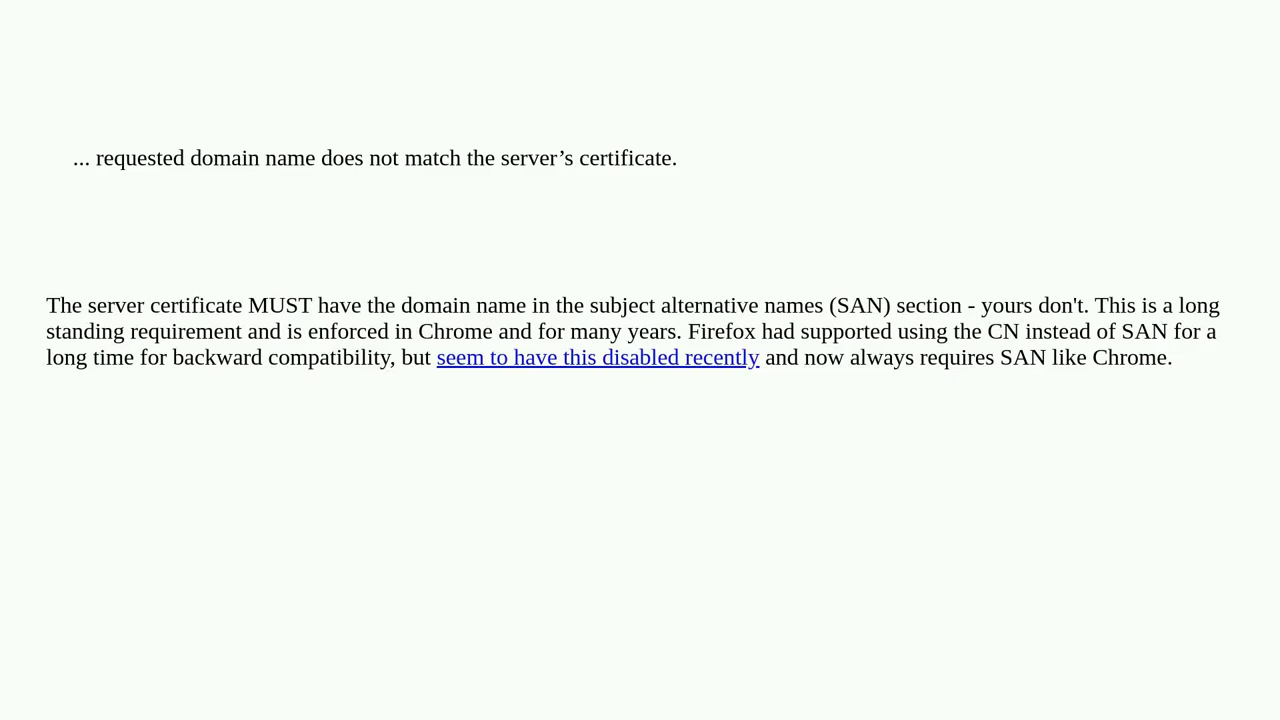 ... requested domain name does not match the server’s certificate.
The server certificate MUST have the domain name in the subject alternative names (SAN) section - yours don't. This is a long
standing requirement and is enforced in Chrome and for many years. Firefox had supported using the CN instead of SAN for a
long time for backward compatibility, but seem to have this disabled recently and now always requires SAN like Chrome.